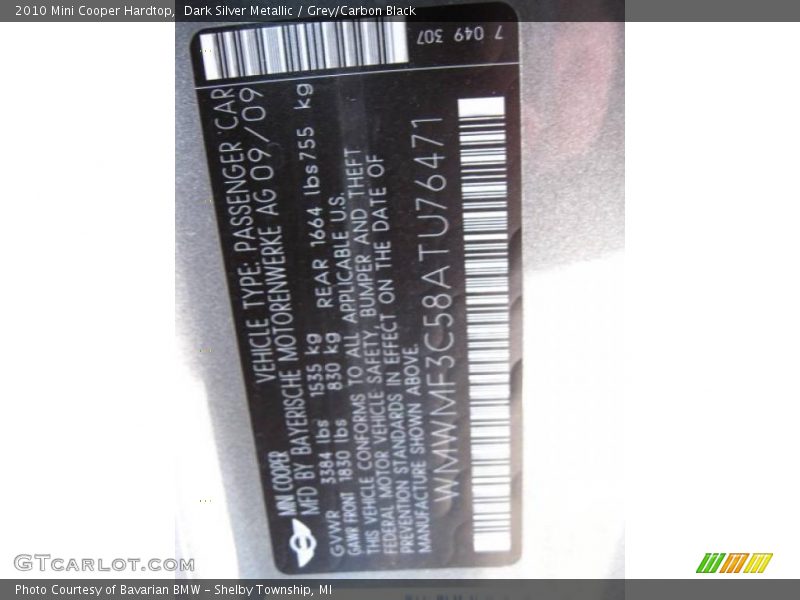 2010 Mini Cooper Hardtop,  Dark Silver Metallic / Grey/Carbon Black
7 049 307
MINI COOPER VEHICLE TYPE: PASSENGER CAR
MFD BY BAYERISCHE MOTORENWERKE AG 09/09
GVWR 3384 lbs 1535 kg
GAWR FRONT 1830 lbs 830 kg REAR 1664 lbs 755 kg
THIS VEHICLE CONFORMS TO ALL APPLICABLE U.S.
FEDERAL MOTOR VEHICLE SAFETY, BUMPER AND THEFT
PREVENTION STANDARDS IN EFFECT ON THE DATE OF
MANUFACTURE SHOWN ABOVE.
WMWMF3C58ATU76471
GTCarLot.com
Photo Courtesy of Bavarian BMW – Shelby Township, MI